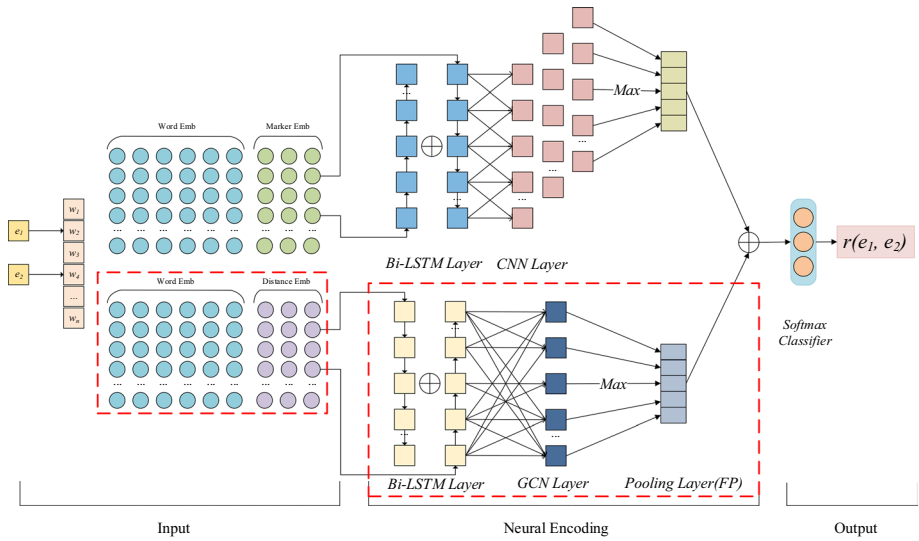 Word Emb
Marker Emb
...
...
...
...
...
...
...
...
...
e₁
e₂
w₁
w₂
w₃
w₄
...
wₙ
Word Emb
Distance Emb
...
...
...
...
...
...
...
...
...
...
...
...
...
...
Max
Bi-LSTM Layer
CNN Layer
...
...
...
...
Max
Bi-LSTM Layer
GCN Layer
Pooling Layer(FP)
r(e₁, e₂)
Softmax
Classifier
Input
Neural Encoding
Output